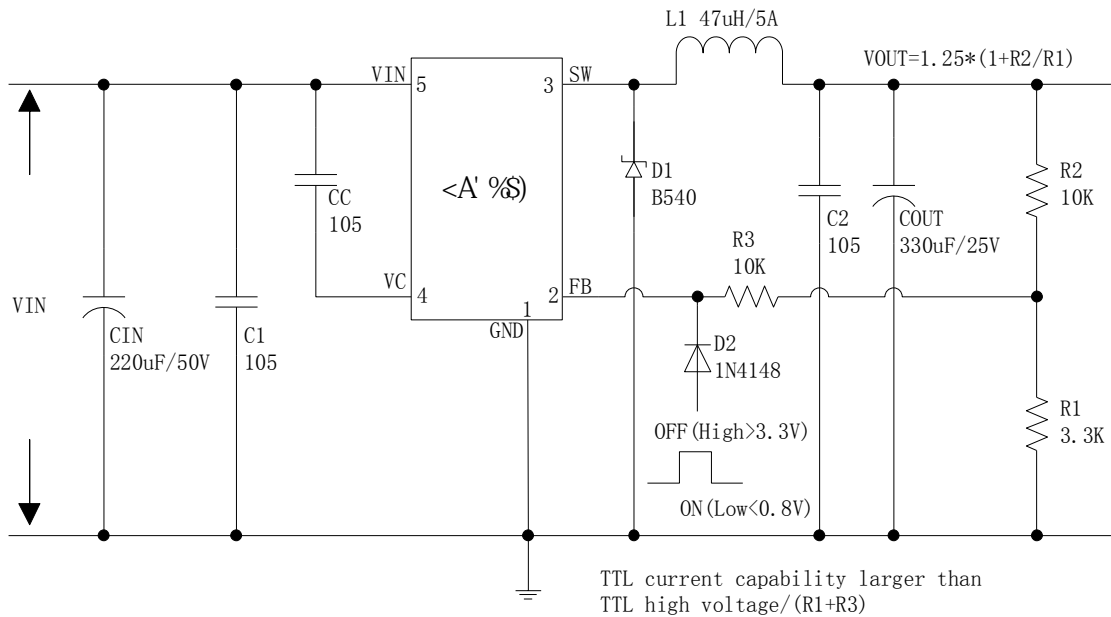 L1 47uH/5A
VOUT=1.25*(1+R2/R1)
VIN
5
3
SW
<A' %$)
CC
105
D1
B540
R2
10K
C2
105
COUT
330uF/25V
R3
10K
VC
4
2
FB
1
GND
VIN
CIN
220uF/50V
C1
105
D2
1N4148
R1
3.3K
OFF(High>3.3V)
ON(Low<0.8V)
TTL current capability larger than
TTL high voltage/(R1+R3)